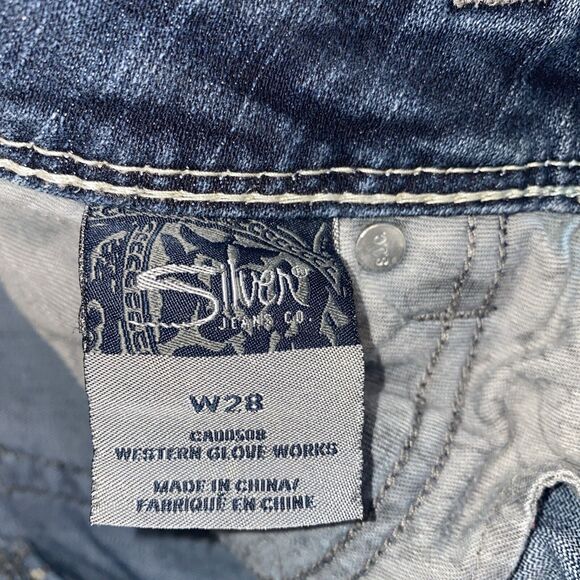 Silver®
JEANS CO.
W28
CA00508
WESTERN GLOVE WORKS
MADE IN CHINA/
FABRIQUÉ EN CHINE